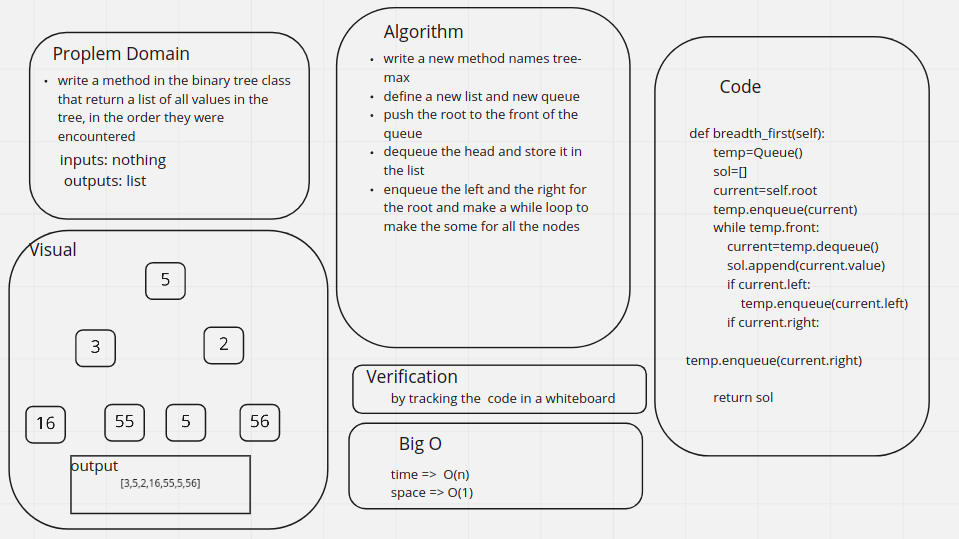 Proplem Domain
• write a method in the binary tree class
that return a list of all values in the
tree, in the order they were
encountered
inputs: nothing
outputs: list
Visual
5
3
2
16
55
5
56
output
[3,5,2,16,55,5,56]
Algorithm
• write a new method names tree-
max
• define a new list and new queue
• push the root to the front of the
queue
• dequeue the head and store it in
the list
• enqueue the left and the right for
the root and make a while loop to
make the some for all the nodes
Verification
by tracking the code in a whiteboard
Big O
time => O(n)
space => O(1)
Code
def breadth_first(self):
temp=Queue()
sol=[]
current=self.root
temp.enqueue(current)
while temp.front:
current=temp.dequeue()
sol.append(current.value)
if current.left:
temp.enqueue(current.left)
if current.right:
temp.enqueue(current.right)
return sol